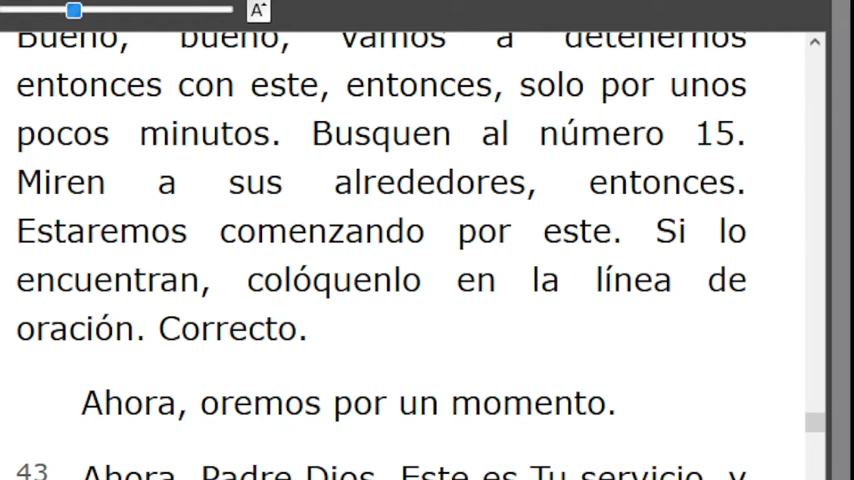 A
Bueno, bueno, vamos a detenernos
entonces con este, entonces, solo por unos
pocos minutos. Busquen al número 15.
Miren a sus alrededores, entonces.
Estaremos comenzando por este. Si lo
encuentran, colóquenlo en la línea de
oración. Correcto.
Ahora, oremos por un momento.
43 Ahora, Padre Dios, Este es Tu servicio, y